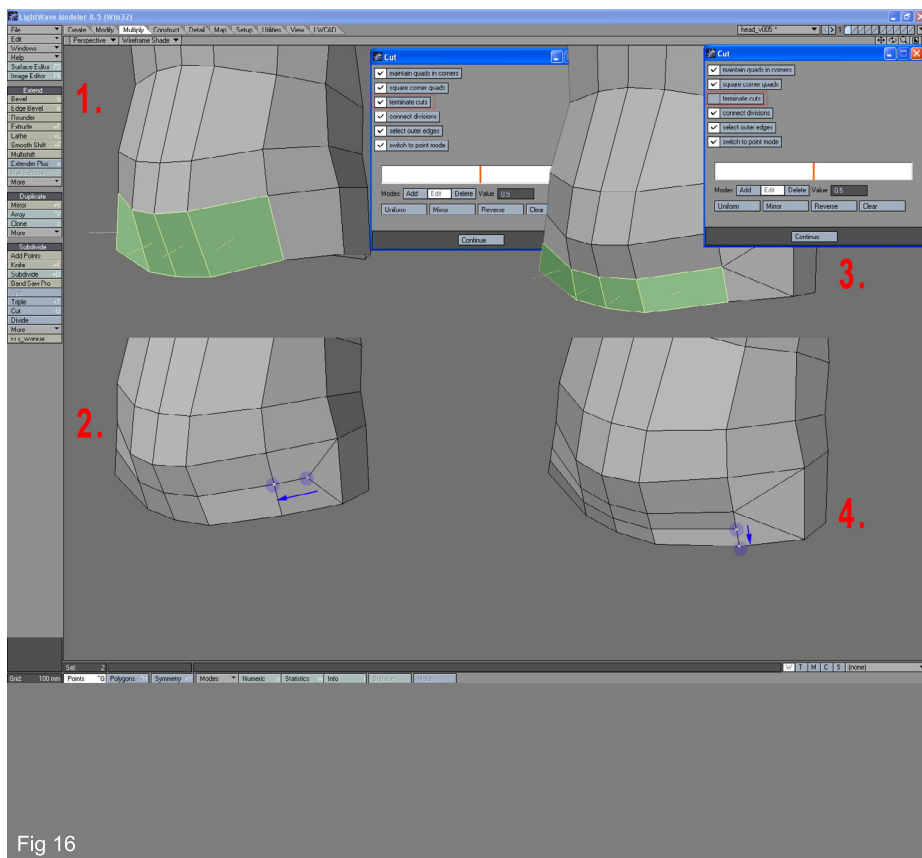 LightWave Modeler 8.5 (Win32)
File
Edit
Windows
Help
Surface Editor
Image Editor
Create Modify Multiply Construct Detail Map Setup Utilities View LWCAD
head_v005 *
1
Perspective
Wireframe Shade
Extend
Bevel
Edge Bevel
Rounder
Extrude
Lathe
Smooth Shift
Multishift
Extender Plus
More
Duplicate
Mirror
Array
Clone
More
Subdivide
Add Points
Knife
Subdivide
Band Saw Pro
Triple
Cut
Divide
More
1.
Cut
maintain quads in corners
square corner quads
terminate cuts
connect divisions
select outer edges
switch to point mode
Modes Add Edit Delete Value 0.5
Uniform Mirror Reverse Clear
Continue
Cut
maintain quads in corners
square corner quads
terminate cuts
connect divisions
select outer edges
switch to point mode
Modes Add Edit Delete Value 0.5
Uniform Mirror Reverse Clear
Continue
3.
2.
4.
Sel: 2
W T M C S (none)
Grid: 100 mm Points ^G Polygons Symmetry Modes Numeric Statistics Info
Fig 16